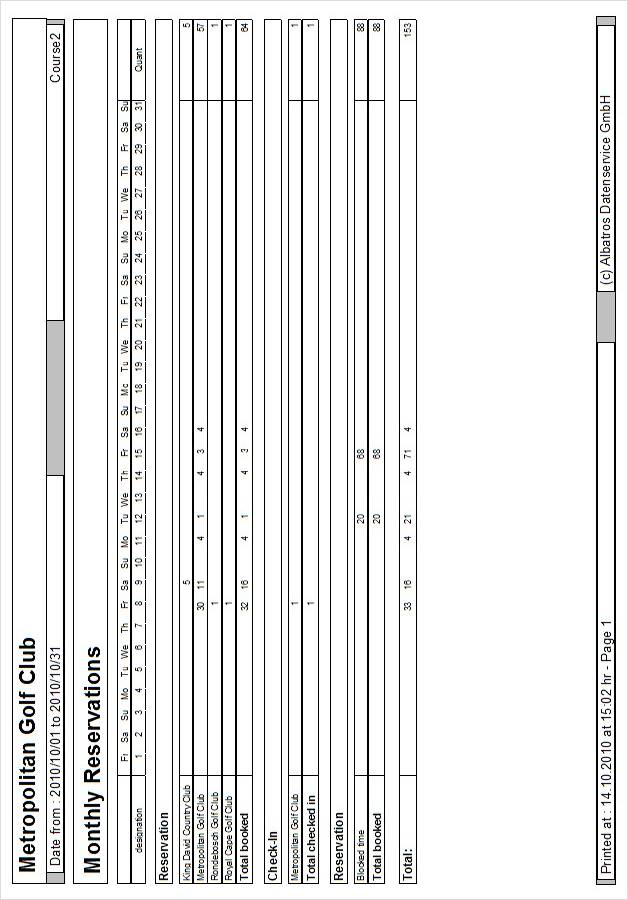 Metropolitan Golf Club
Date from : 2010/10/01 to 2010/10/31 Course2
Monthly Reservations
Fr Sa Su Mo Tu We Th Fr Sa Su Mo Tu We Th Fr Sa Su Mo Tu We Th Fr Sa Su Mo Tu We Th Fr Sa Su
designation 1 2 3 4 5 6 7 8 9 10 11 12 13 14 15 16 17 18 19 20 21 22 23 24 25 26 27 28 29 30 31 Quant
Reservation
King David Country Club 5 5
Metropolitan Golf Club 30 11 4 1 4 3 4 57
Rondebosch Golf Club 1 1
Royal Cape Golf Club 1 1
Total booked 32 16 4 1 4 3 4 64
Check-In
Metropolitan Golf Club 1 1
Total checked in 1 1
Reservation
Blocked time 20 68 88
Total booked 20 68 88
Total: 33 16 4 21 4 71 4 153
Printed at : 14.10.2010 at 15:02 hr - Page 1 (c) Albatros Datenservice GmbH